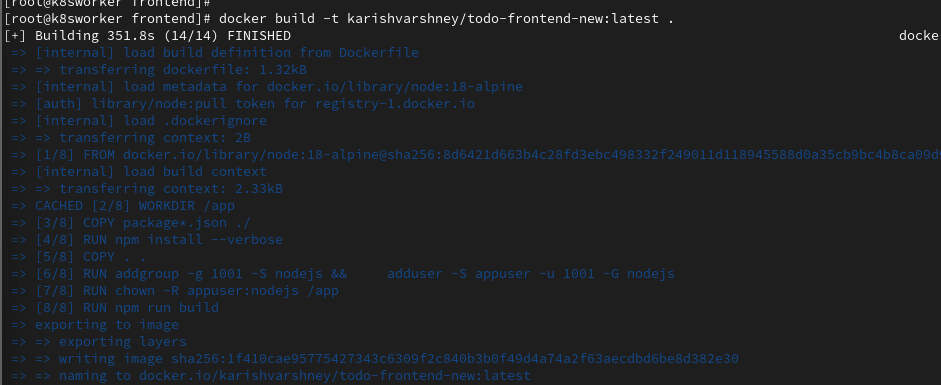 [root@k8sworker frontend]#
[root@k8sworker frontend]# docker build -t karishvarshney/todo-frontend-new:latest .
[+] Building 351.8s (14/14) FINISHED docke
=> [internal] load build definition from Dockerfile
=> => transferring dockerfile: 1.32kB
=> [internal] load metadata for docker.io/library/node:18-alpine
=> [auth] library/node:pull token for registry-1.docker.io
=> [internal] load .dockerignore
=> => transferring context: 2B
=> [1/8] FROM docker.io/library/node:18-alpine@sha256:8d6421d663b4c28fd3ebc498332f249011d118945588d0a35cb9bc4b8ca09d9
=> [internal] load build context
=> => transferring context: 2.33kB
=> CACHED [2/8] WORKDIR /app
=> [3/8] COPY package*.json ./
=> [4/8] RUN npm install --verbose
=> [5/8] COPY . .
=> [6/8] RUN addgroup -g 1001 -S nodejs &&     adduser -S appuser -u 1001 -G nodejs
=> [7/8] RUN chown -R appuser:nodejs /app
=> [8/8] RUN npm run build
=> exporting to image
=> => exporting layers
=> => writing image sha256:1f410cae95775427343c6309f2c840b3b0f49d4a74a2f63aecdbd6be8d382e30
=> => naming to docker.io/karishvarshney/todo-frontend-new:latest